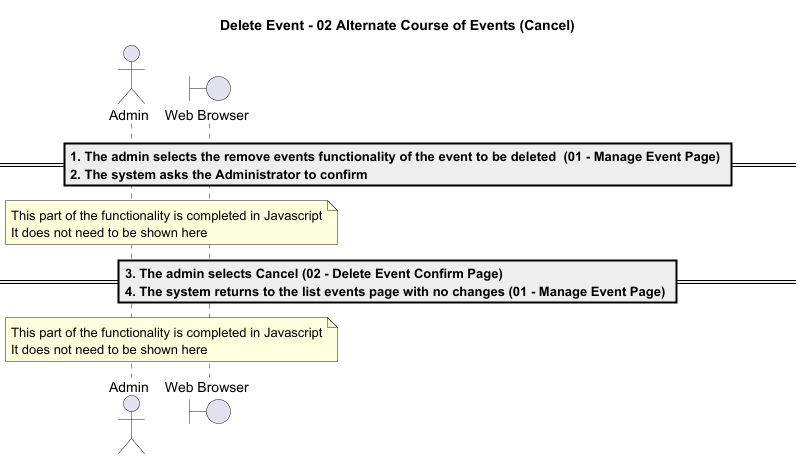 Delete Event - 02 Alternate Course of Events (Cancel)
Admin
Web Browser
1. The admin selects the remove events functionality of the event to be deleted  (01 - Manage Event Page)
2. The system asks the Administrator to confirm
This part of the functionality is completed in Javascript
It does not need to be shown here
3. The admin selects Cancel (02 - Delete Event Confirm Page)
4. The system returns to the list events page with no changes (01 - Manage Event Page)
This part of the functionality is completed in Javascript
It does not need to be shown here
Admin
Web Browser